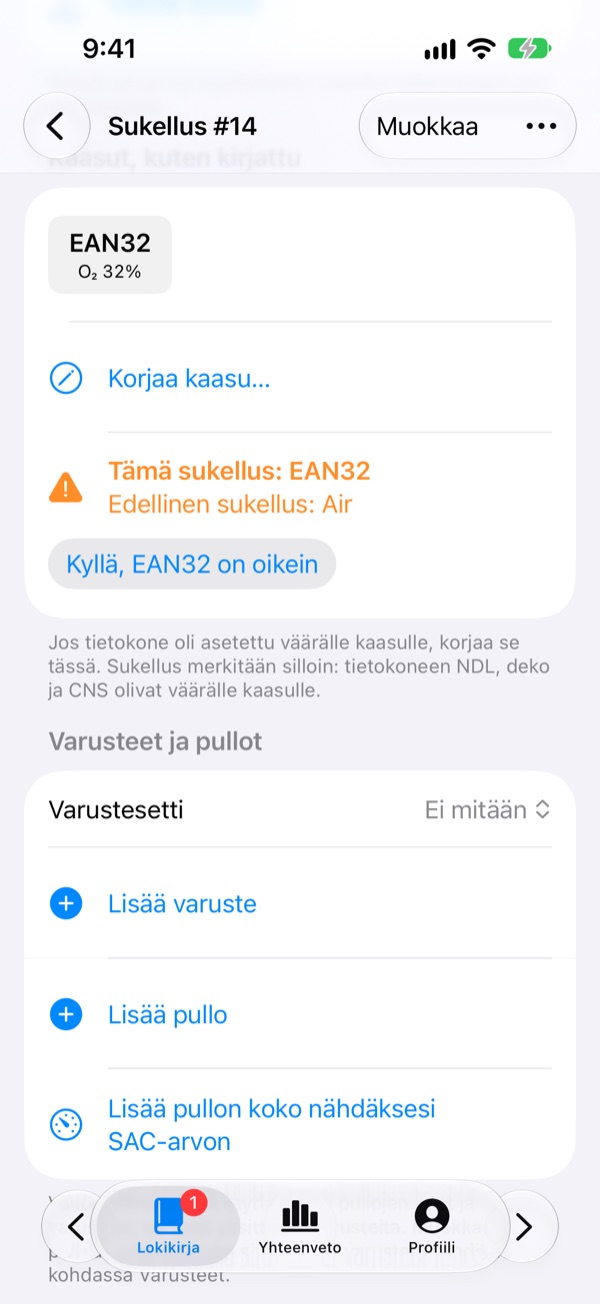 9:41
Sukellus #14
Muokkaa
Kaasut, kuten kirjattu
EAN32
O₂ 32%
Korjaa kaasu...
Tämä sukellus: EAN32
Edellinen sukellus: Air
Kyllä, EAN32 on oikein
Jos tietokone oli asetettu väärälle kaasulle, korjaa se
tässä. Sukellus merkitään silloin: tietokoneen NDL, deko
ja CNS olivat väärälle kaasulle.
Varusteet ja pullot
Varustesetti
Ei mitään
Lisää varuste
Lisää pullo
Lisää pullon koko nähdäksesi
SAC-arvon
1
Lokikirja
Yhteenveto
Profiili
kohdassa varusteet.